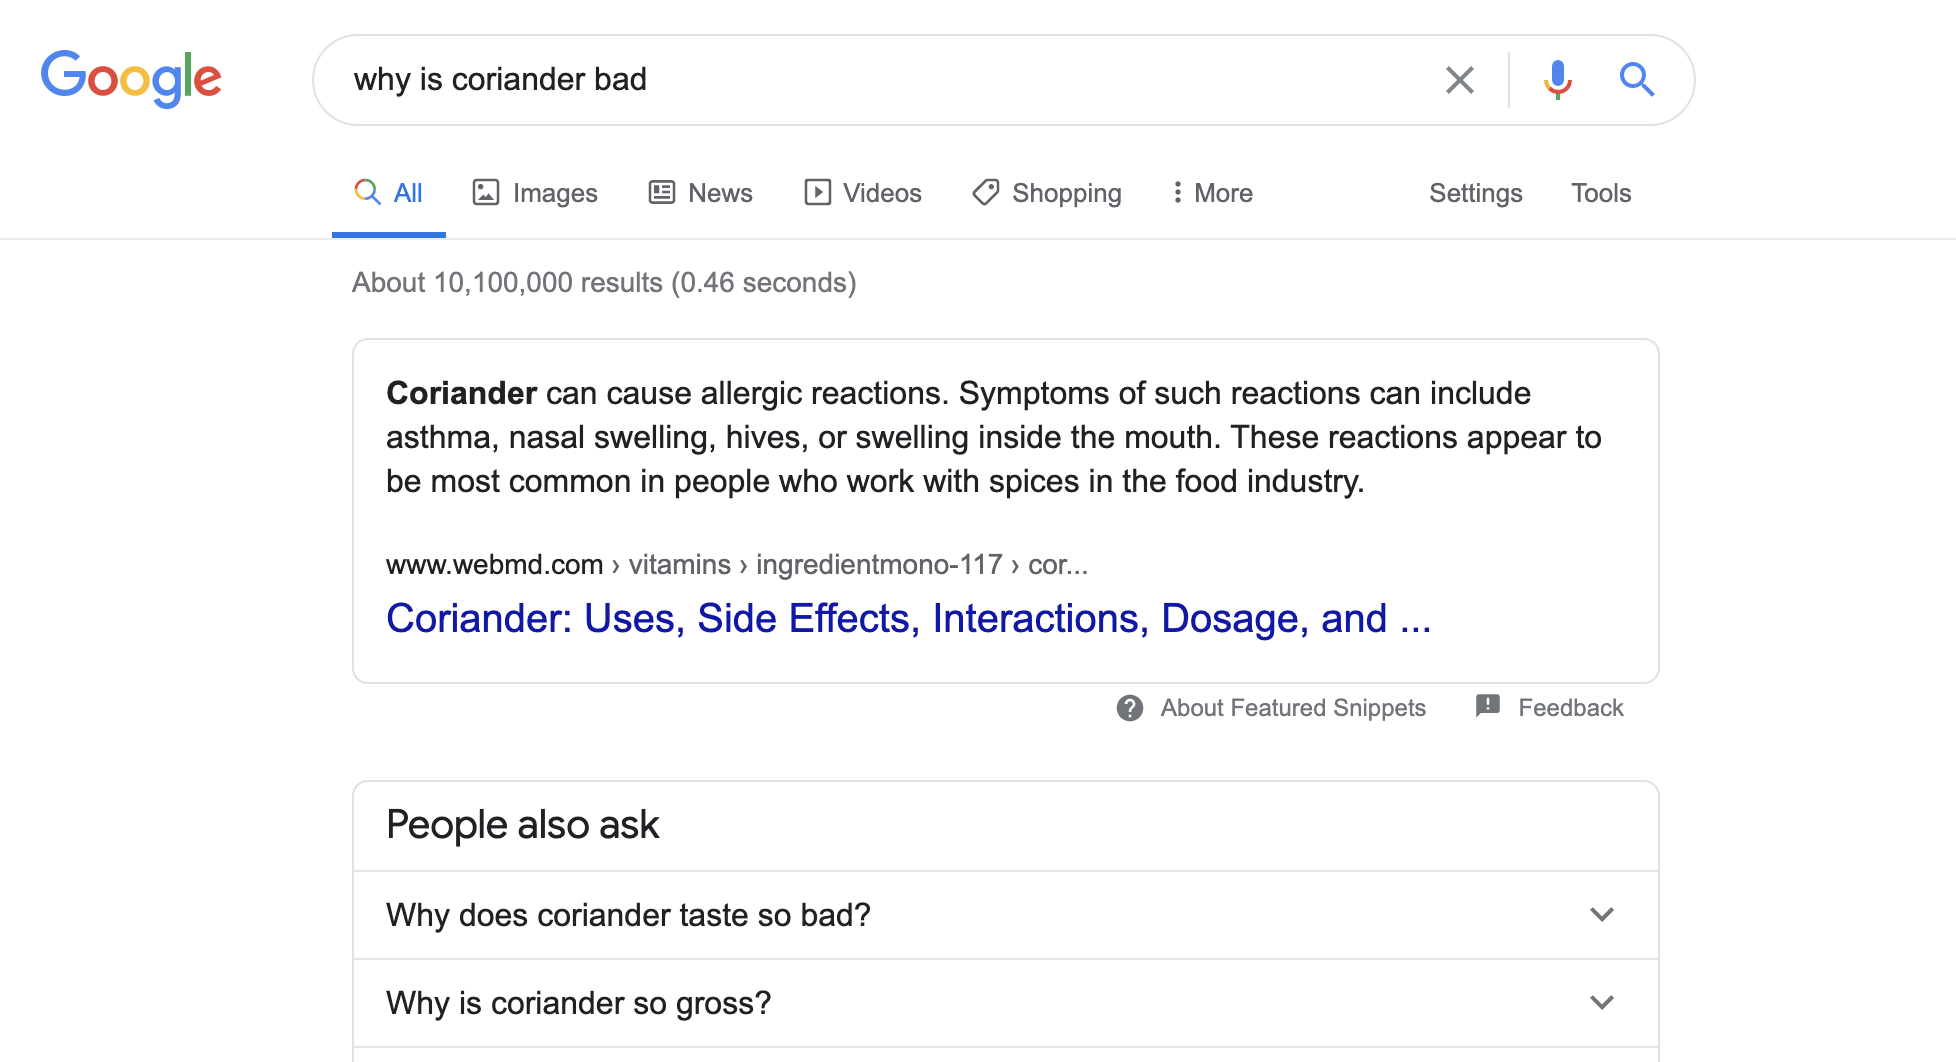 Google
why is coriander bad
All Images News Videos Shopping More Settings Tools
About 10,100,000 results (0.46 seconds)
Coriander can cause allergic reactions. Symptoms of such reactions can include
asthma, nasal swelling, hives, or swelling inside the mouth. These reactions appear to
be most common in people who work with spices in the food industry.
www.webmd.com › vitamins › ingredientmono-117 › cor...
Coriander: Uses, Side Effects, Interactions, Dosage, and ...
About Featured Snippets Feedback
People also ask
Why does coriander taste so bad?
Why is coriander so gross?